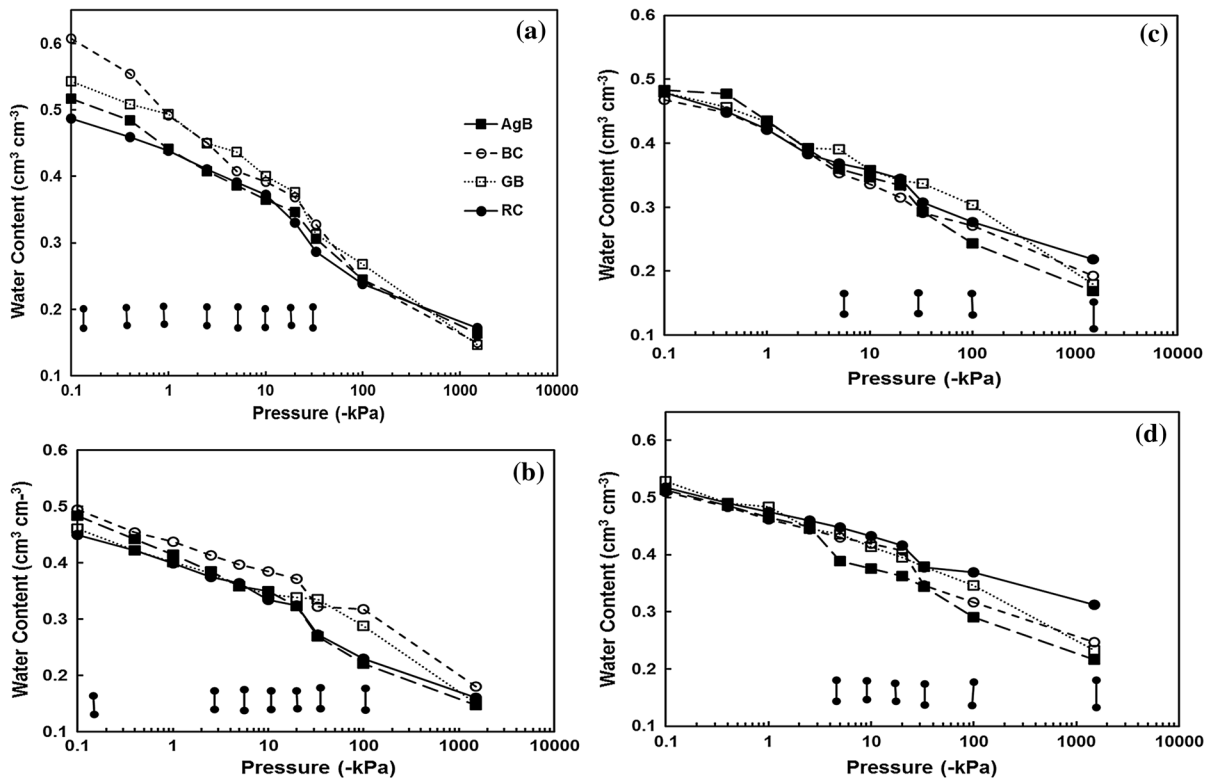 (a)
Water Content (cm³ cm⁻³)
0.6
0.5
0.4
0.3
0.2
0.1
AgB
BC
GB
RC
0.1 1 10 100 1000 10000
Pressure (-kPa)
(c)
Water Content (cm³ cm⁻³)
0.6
0.5
0.4
0.3
0.2
0.1
0.1 1 10 100 1000 10000
Pressure (-kPa)
(b)
Water Content (cm³ cm-³)
0.6
0.5
0.4
0.3
0.2
0.1
0.1 1 10 100 1000 10000
Pressure (-kPa)
(d)
Water Content (cm³ cm⁻³)
0.6
0.5
0.4
0.3
0.2
0.1
0.1 1 10 100 1000 10000
Pressure (-kPa)